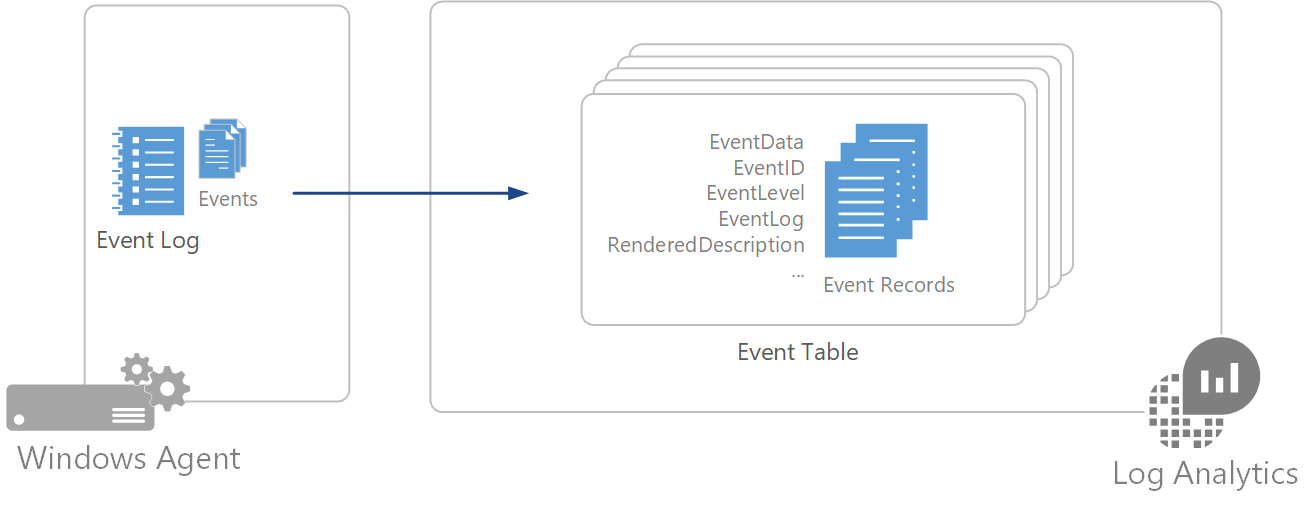 Events
Event Log
Windows Agent
EventData
EventID
EventLevel
EventLog
RenderedDescription
...
Event Records
Event Table
Log Analytics